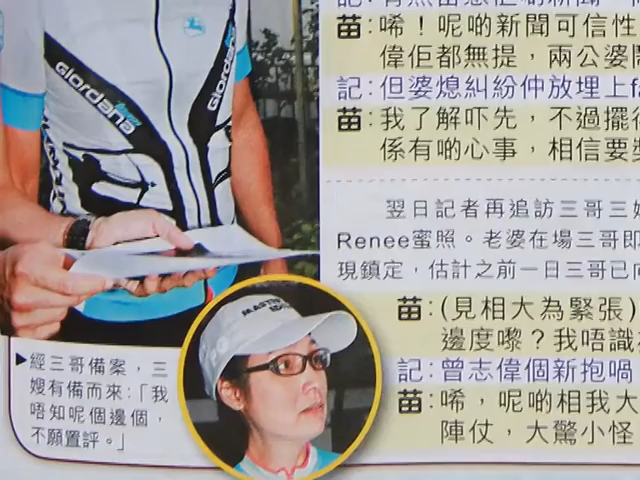 Giordana
Giordana
苗：唏！呢啲新聞可信性
偉佢都無提，兩公婆
記：但婆媳糾紛仲放埋上
苗：我了解吓先，不過擺
係有啲心事，相信要
翌日記者再追訪三哥三
Renee蜜照。老婆在場三哥即
現鎮定，估計之前一日三哥已
苗：（見相大為緊張）
邊度嚟？我唔識
記：曾志偉個新抱喎
苗：唏，呢啲相我大
陣仗，大驚小怪
▶經三哥備案，三
嫂有備而來：「我
唔知呢個邊個，
不願置評。」